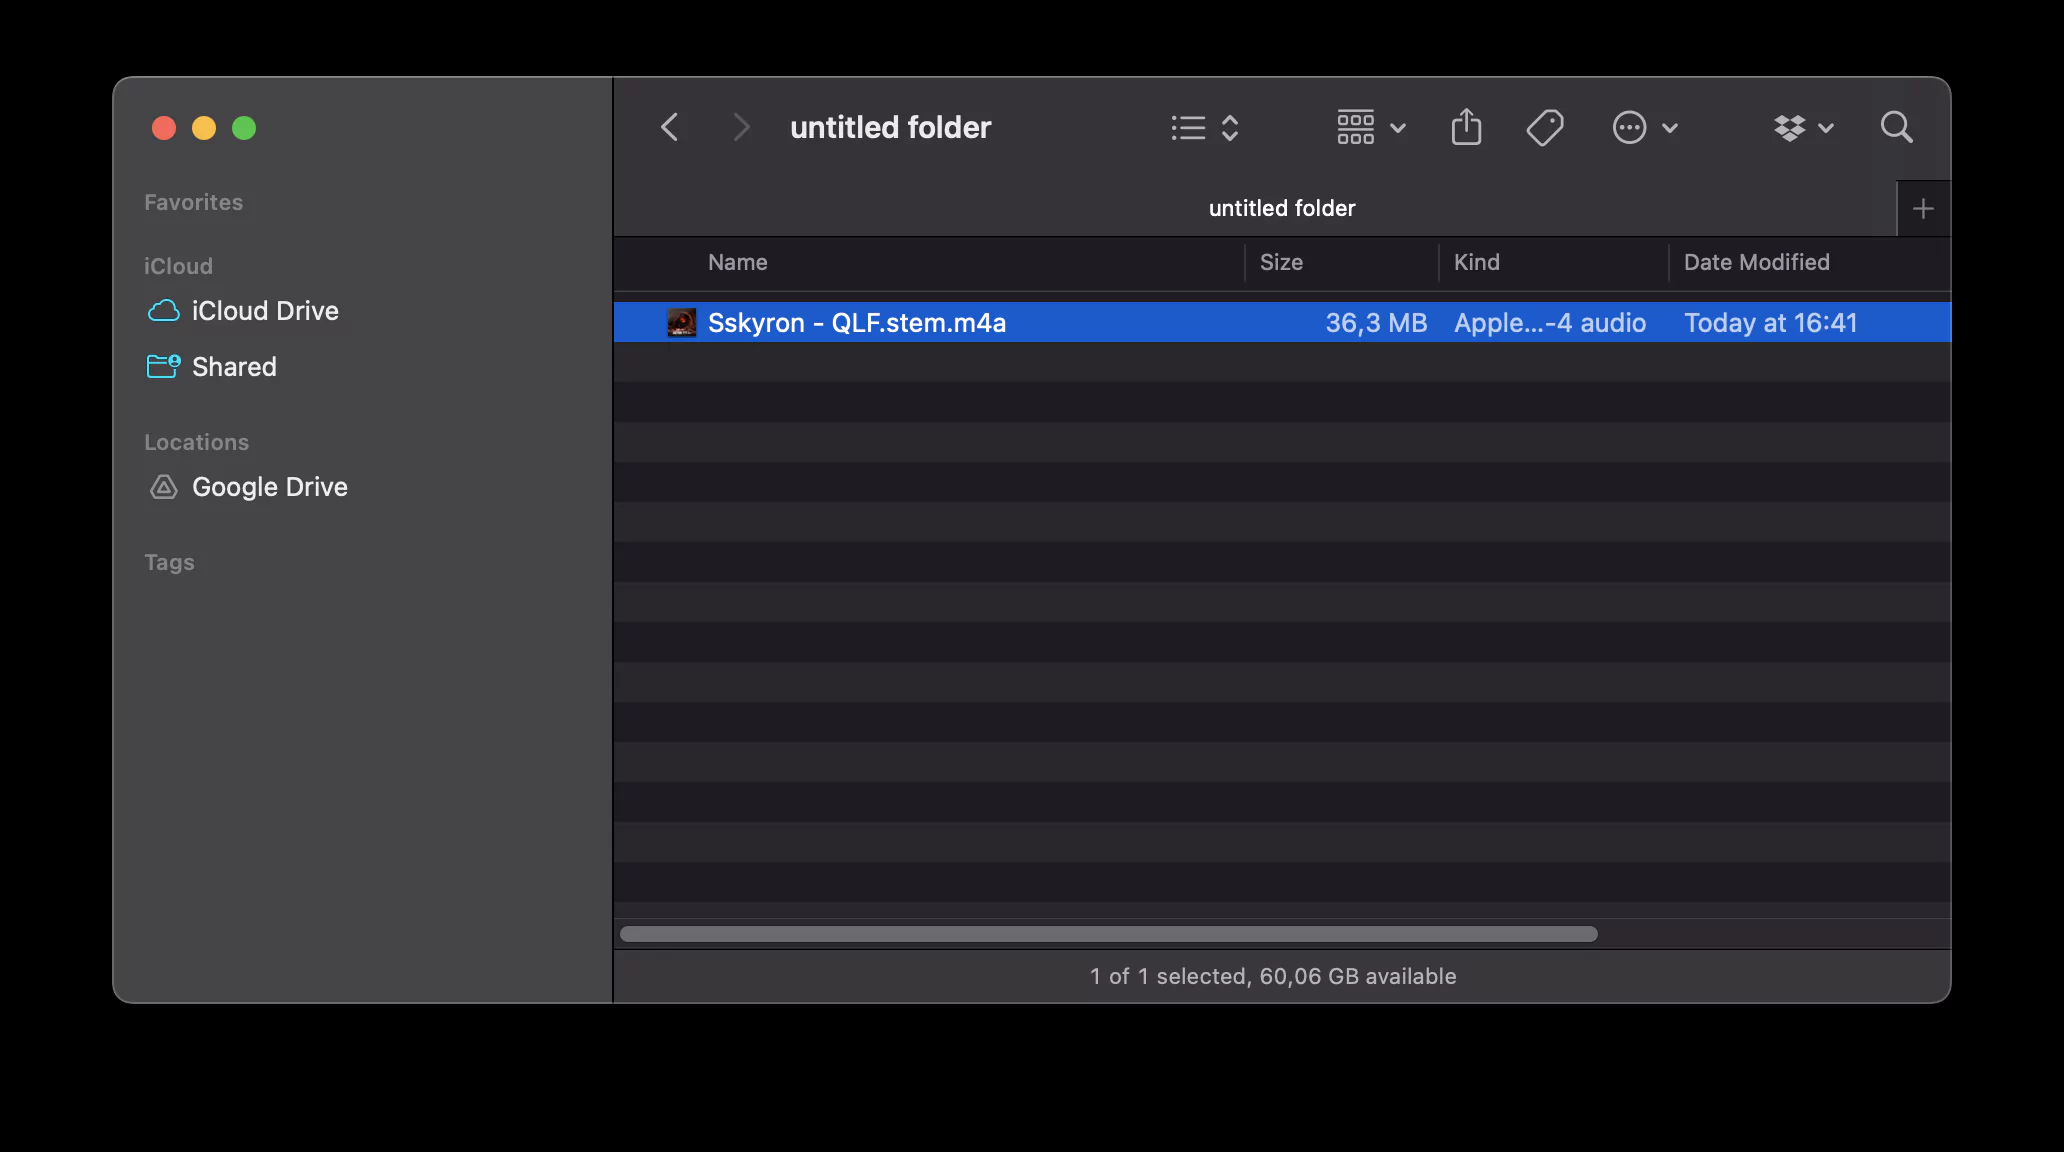 untitled folder
Favorites
iCloud
iCloud Drive
Shared
Locations
Google Drive
Tags
untitled folder
Name Size Kind Date Modified
Sskyron - QLF.stem.m4a 36,3 MB Apple...-4 audio Today at 16:41
1 of 1 selected, 60,06 GB available